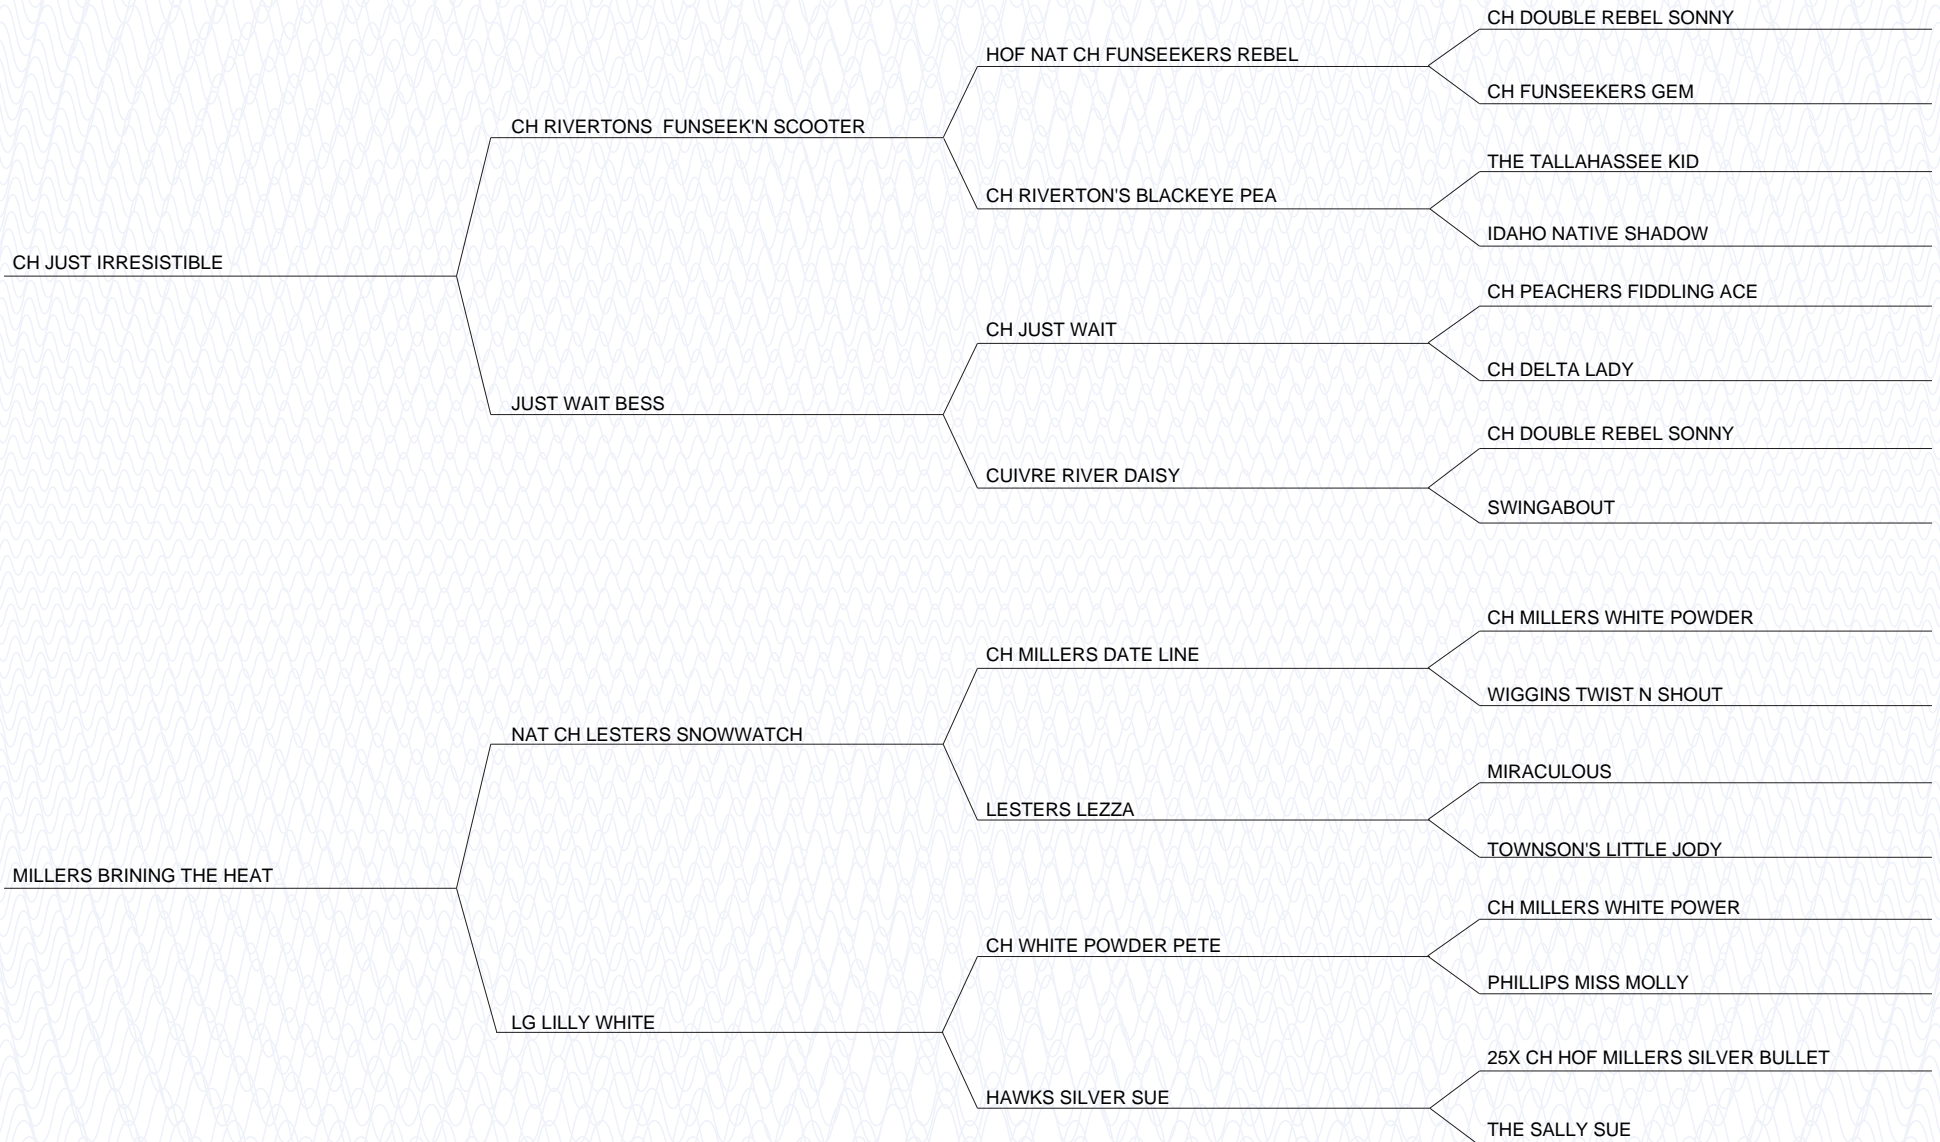 CH DOUBLE REBEL SONNY
HOF NAT CH FUNSEEKERS REBEL
CH FUNSEEKERS GEM
CH RIVERTONS  FUNSEEK'N SCOOTER
THE TALLAHASSEE KID
CH RIVERTON'S BLACKEYE PEA
IDAHO NATIVE SHADOW
CH JUST IRRESISTIBLE
CH PEACHERS FIDDLING ACE
CH JUST WAIT
CH DELTA LADY
JUST WAIT BESS
CH DOUBLE REBEL SONNY
CUIVRE RIVER DAISY
SWINGABOUT
CH MILLERS WHITE POWDER
CH MILLERS DATE LINE
WIGGINS TWIST N SHOUT
NAT CH LESTERS SNOWWATCH
MIRACULOUS
LESTERS LEZZA
TOWNSON'S LITTLE JODY
MILLERS BRINING THE HEAT
CH MILLERS WHITE POWER
CH WHITE POWDER PETE
PHILLIPS MISS MOLLY
LG LILLY WHITE
25X CH HOF MILLERS SILVER BULLET
HAWKS SILVER SUE
THE SALLY SUE